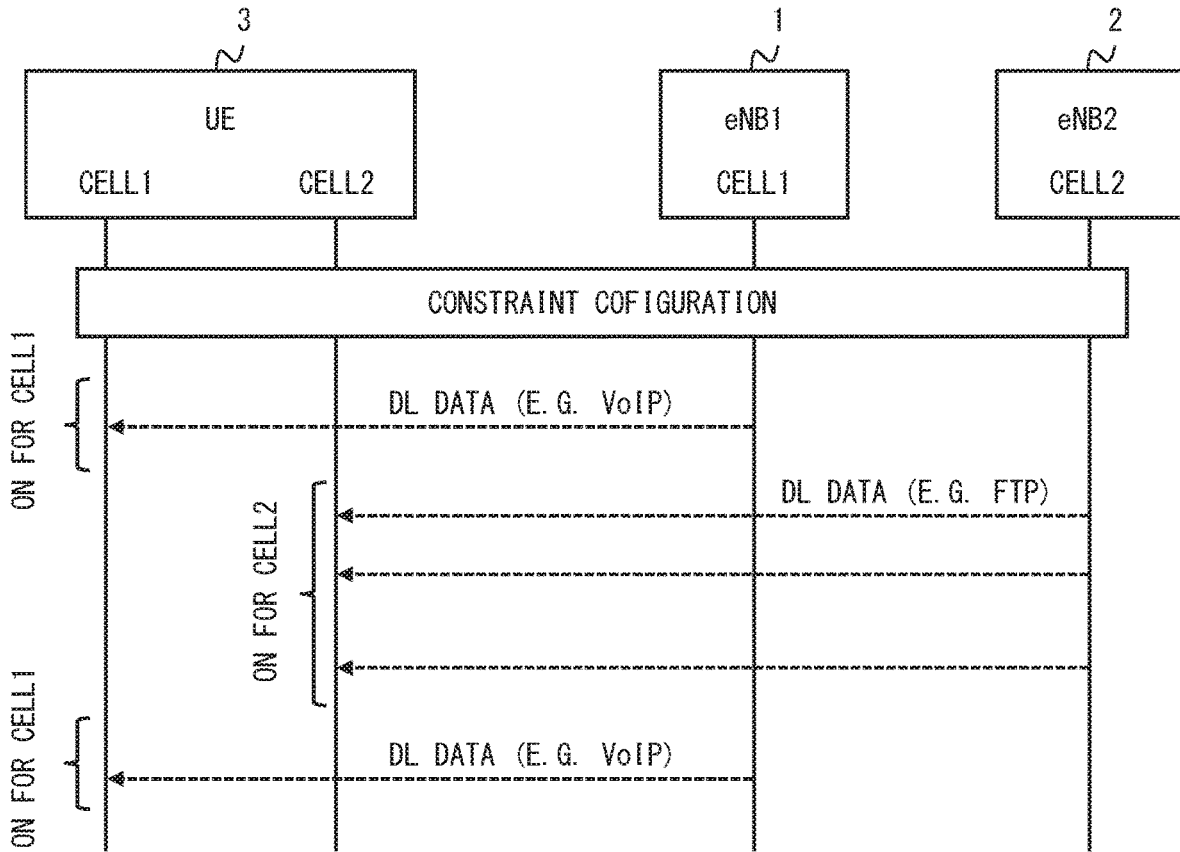 3
1
2
UE
eNB1
eNB2
CELL1
CELL2
CELL1
CELL2
CONSTRAINT COFIGURATION
ON FOR CELL1
DL DATA (E.G. VoIP)
DL DATA (E.G. FTP)
ON FOR CELL2
ON FOR CELL1
DL DATA (E.G. VoIP)